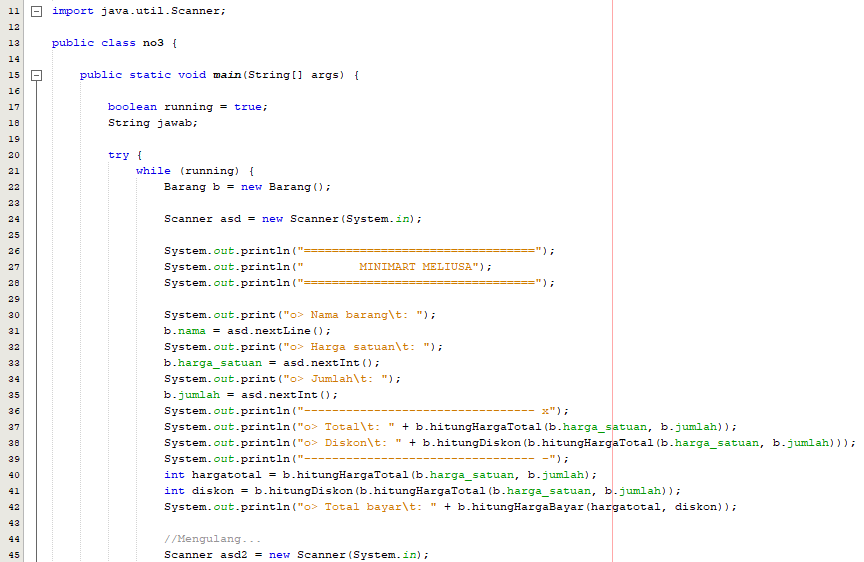 11 import java.util.Scanner;
12
13 public class no3 {
14
15 public static void main(String[] args) {
16
17 boolean running = true;
18 String jawab;
19
20 try {
21 while (running) {
22 Barang b = new Barang();
23
24 Scanner asd = new Scanner(System.in);
25
26 System.out.println("=================================");
27 System.out.println("        MINIMART MELIUSA");
28 System.out.println("=================================");
29
30 System.out.print("o> Nama barang\t: ");
31 b.nama = asd.nextLine();
32 System.out.print("o> Harga satuan\t: ");
33 b.harga_satuan = asd.nextInt();
34 System.out.print("o> Jumlah\t: ");
35 b.jumlah = asd.nextInt();
36 System.out.println("--------------------------------- x");
37 System.out.println("o> Total\t: " + b.hitungHargaTotal(b.harga_satuan, b.jumlah));
38 System.out.println("o> Diskon\t: " + b.hitungDiskon(b.hitungHargaTotal(b.harga_satuan, b.jumlah)));
39 System.out.println("--------------------------------- -");
40 int hargatotal = b.hitungHargaTotal(b.harga_satuan, b.jumlah);
41 int diskon = b.hitungDiskon(b.hitungHargaTotal(b.harga_satuan, b.jumlah));
42 System.out.println("o> Total bayar\t: " + b.hitungHargaBayar(hargatotal, diskon));
43
44 //Mengulang...
45 Scanner asd2 = new Scanner(System.in);